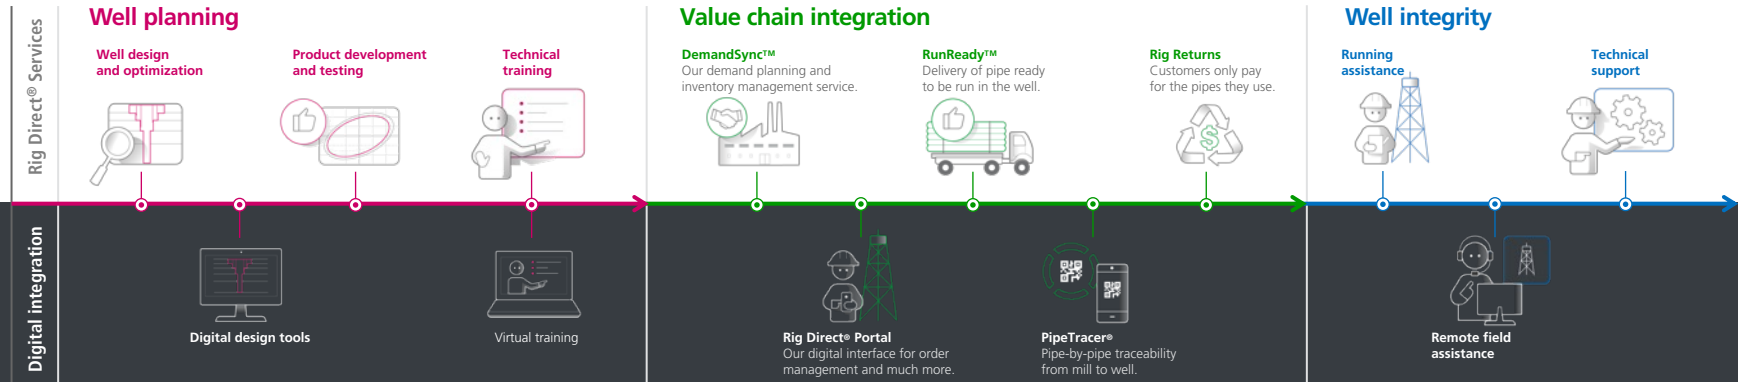 Rig Direct® Services
Well planning
Well design
and optimization
Product development
and testing
Technical
training
Value chain integration
DemandSync™
Our demand planning and
inventory management service.
RunReady™
Delivery of pipe ready
to be run in the well.
Rig Returns
Customers only pay
for the pipes they use.
Well integrity
Running
assistance
Technical
support
Digital integration
Digital design tools
Virtual training
Rig Direct® Portal
Our digital interface for order
management and much more.
PipeTracer®
Pipe-by-pipe traceability
from mill to well.
Remote field
assistance